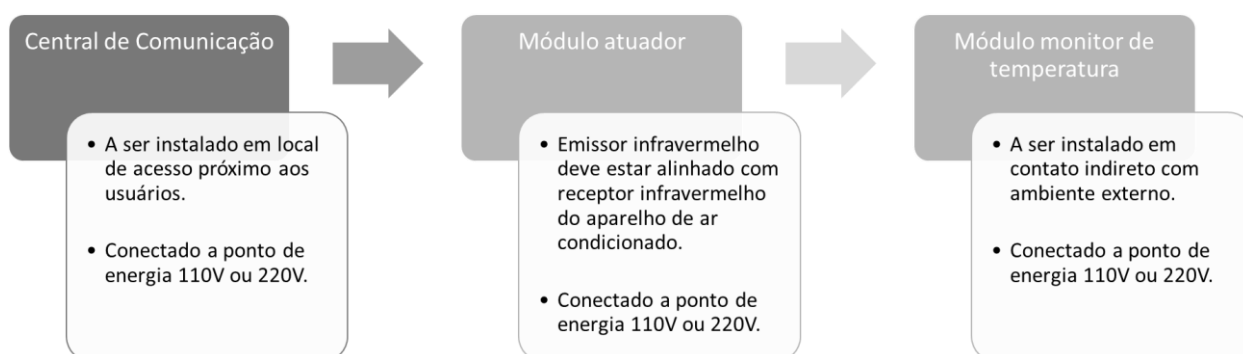 Central de Comunicação
• A ser instalado em local
de acesso próximo aos
usuários.
• Conectado a ponto de
energia 110V ou 220V.
Módulo atuador
• Emissor infravermelho
deve estar alinhado com
receptor infravermelho
do aparelho de ar
condicionado.
• Conectado a ponto de
energia 110V ou 220V.
Módulo monitor de
temperatura
• A ser instalado em
contato indireto com
ambiente externo.
• Conectado a ponto de
energia 110V ou 220V.